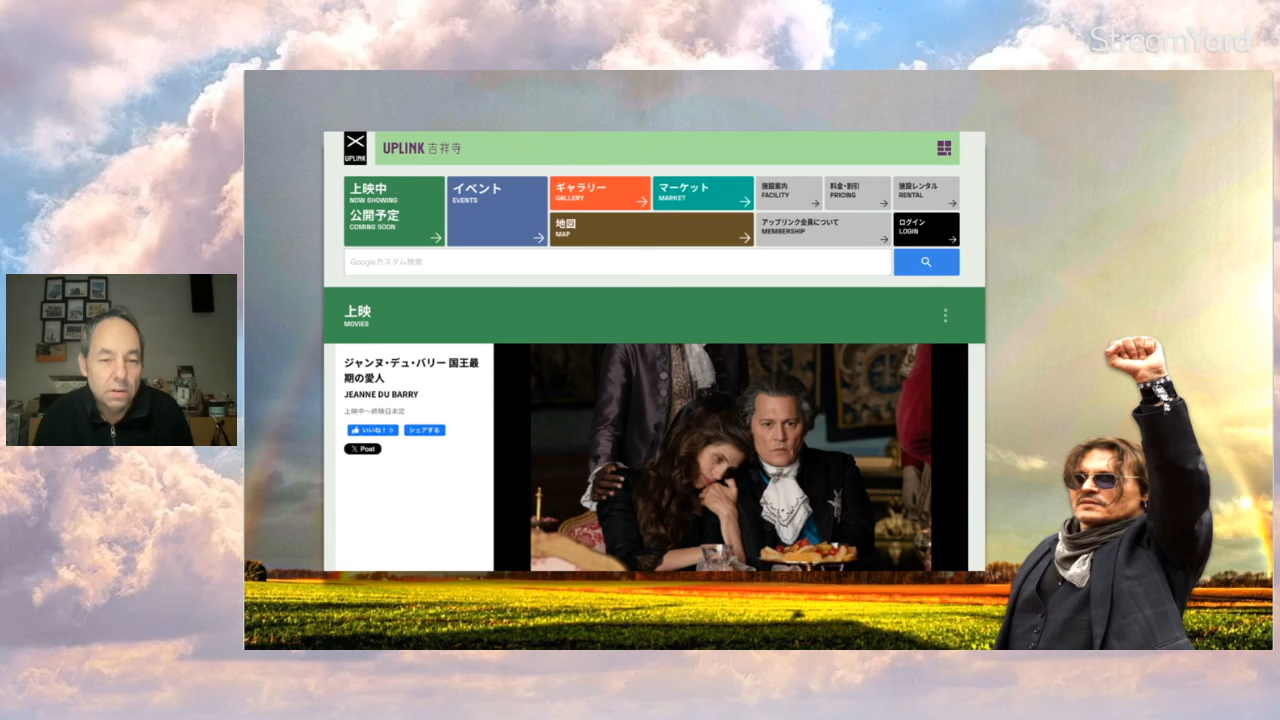 StreamYard
UPLINK
UPLINK 吉祥寺
上映中
NOW SHOWING
公開予定
COMING SOON
イベント
EVENTS
ギャラリー
GALLERY
マーケット
MARKET
地図
MAP
施設案内
FACILITY
料金・割引
PRICING
施設レンタル
RENTAL
アップリンク会員について
MEMBERSHIP
ログイン
LOGIN
Googleカスタム検索
上映
MOVIES
ジャンヌ・デュ・バリー 国王最
期の愛人
JEANNE DU BARRY
上映中〜終映日未定
いいね！ 0
シェアする
X Post